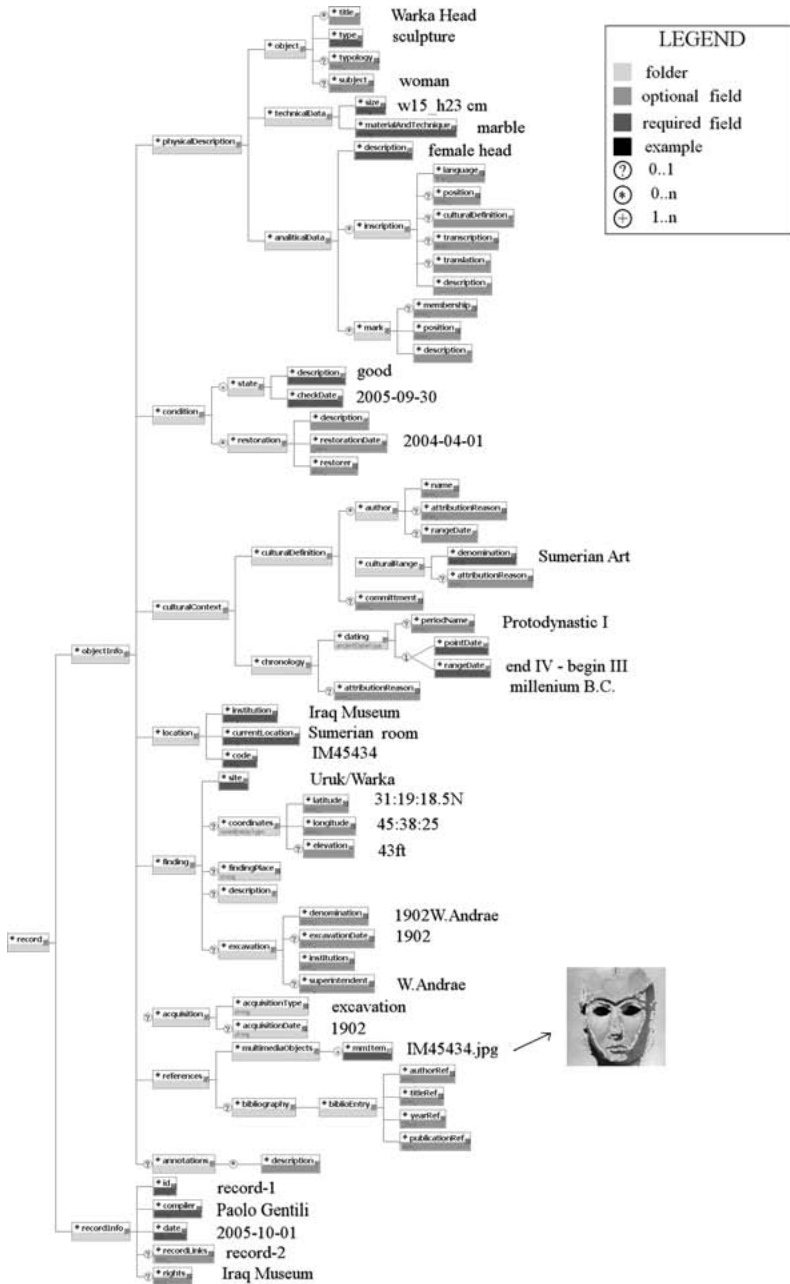 title Warka Head
type sculpture
object
typology
subject woman
size w15_h23 cm
technicalData
materialAndTechnique marble
physicalDescription
description female head
language
position
culturalDefinition
inscription
transcription
analiticalData
translation
description
membership
mark position
description
LEGEND
folder
optional field
required field
example
? 0..1
* 0..n
+ 1..n
description good
state
checkDate 2005-09-30
condition
description
restoration restorationDate 2004-04-01
restorer
name
author attributionReason
rangeDate
culturalDefinition
denomination Sumerian Art
culturalRange
attributionReason
committment
culturalContext
periodName Protodynastic I
dating
pointDate
chronology
rangeDate end IV - begin III
millenium B.C.
attributionReason
objectInfo
institution Iraq Museum
location currentLocation Sumerian room
code IM45434
site Uruk/Warka
latitude 31:19:18.5N
coordinates longitude 45:38:25
elevation 43ft
finding
findingPlace
string
description
denomination 1902W.Andrae
excavationDate 1902
excavation
institution
superintendent W.Andrae
record
acquisitionType excavation
string
acquisition
acquisitionDate 1902
string
multimediaObjects mmItem IM45434.jpg
references
authorRef
titleRef
bibliography biblioEntry
yearRef
publicationRef
annotations description
id record-1
compiler Paolo Gentili
recordInfo date 2005-10-01
recordLinks record-2
rights Iraq Museum